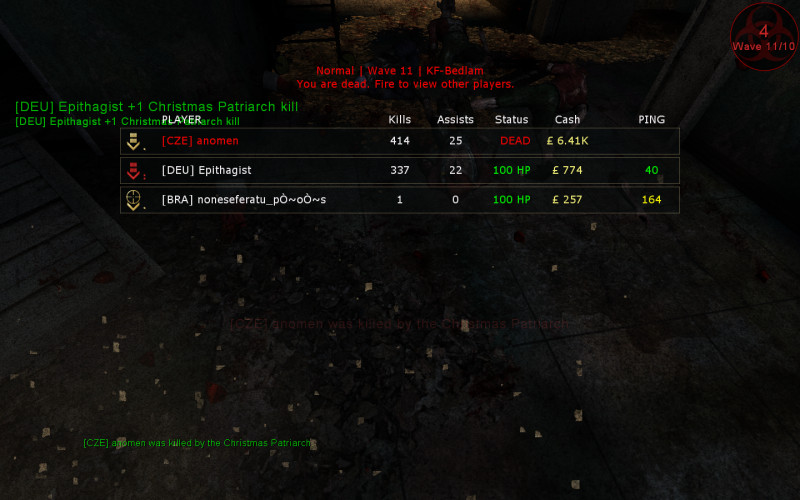 4
Wave 11/10
Normal | Wave 11 | KF-Bedlam
You are dead. Fire to view other players.
[DEU] Epithagist +1 Christmas Patriarch kill
[DEU] Epithagist +1 Christmas Patriarch kill
PLAYER Kills Assists Status Cash PING
[CZE] anomen 414 25 DEAD £ 6.41K
[DEU] Epithagist 337 22 100 HP £ 774 40
[BRA] noneseferatu_pÒ~oÒ~s 1 0 100 HP £ 257 164
[CZE] anomen was killed by the Christmas Patriarch
[CZE] anomen was killed by the Christmas Patriarch